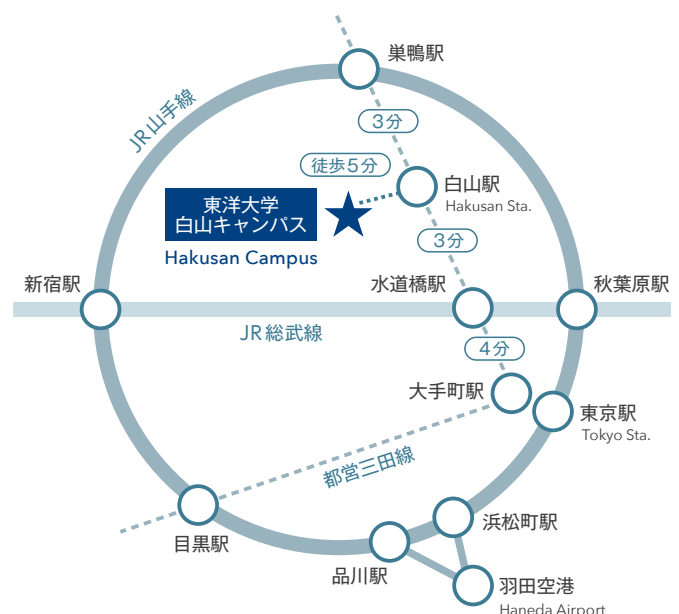 巣鴨駅
JR山手線
3分
徒歩5分
白山駅
Hakusan Sta.
東洋大学
白山キャンパス
Hakusan Campus
3分
新宿駅
水道橋駅
秋葉原駅
JR総武線
4分
大手町駅
東京駅
Tokyo Sta.
都営三田線
目黒駅
浜松町駅
品川駅
羽田空港
Haneda Airport